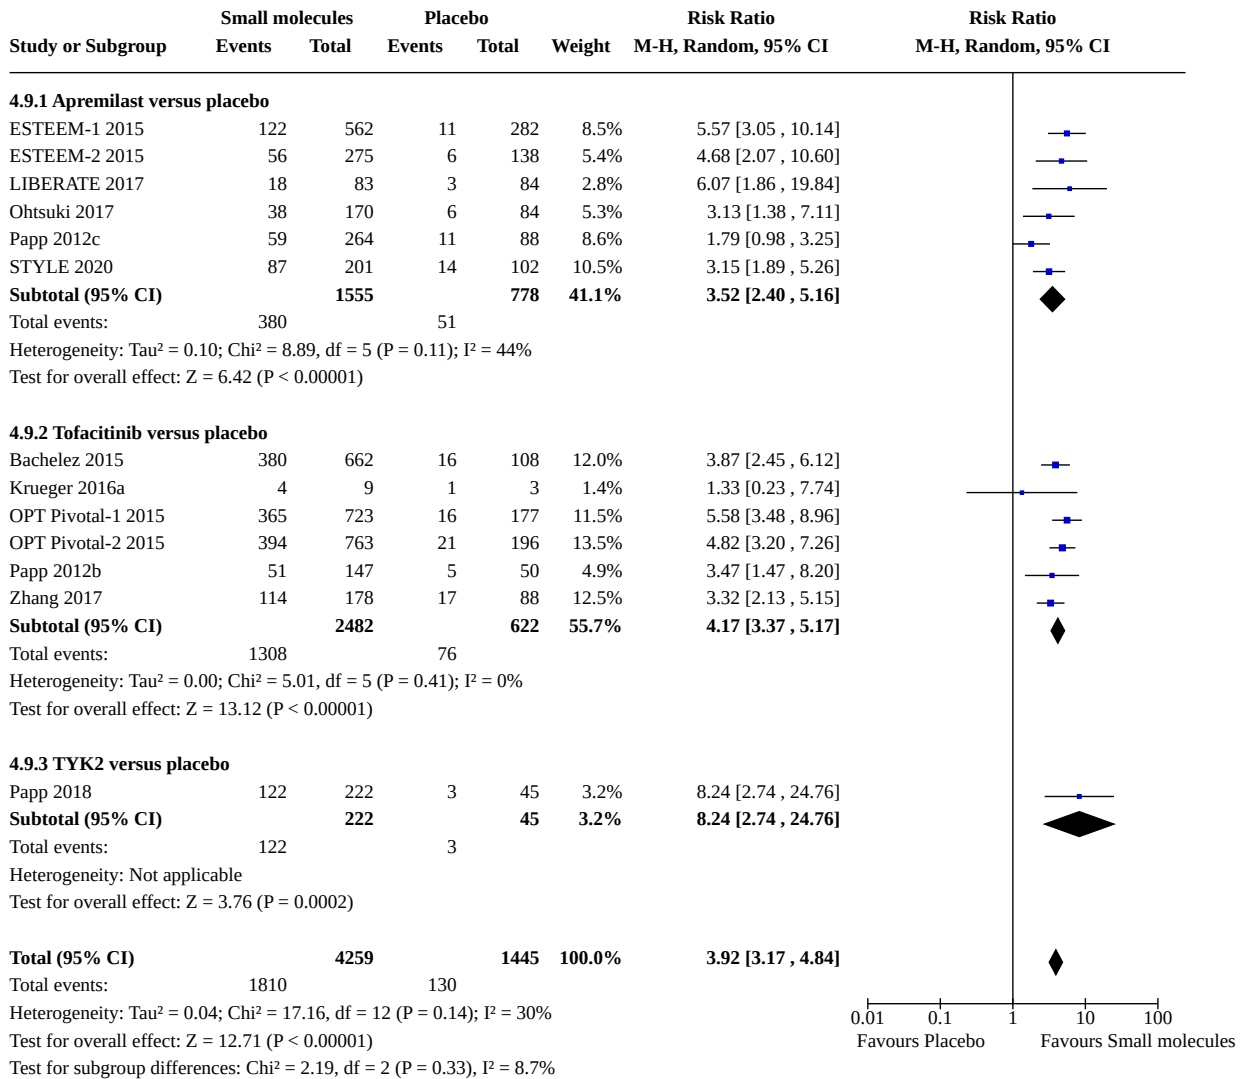 Small molecules Placebo Risk Ratio Risk Ratio
Study or Subgroup Events Total Events Total Weight M-H, Random, 95% CI M-H, Random, 95% CI
4.9.1 Apremilast versus placebo
ESTEEM-1 2015 122 562 11 282 8.5% 5.57 [3.05 , 10.14]
ESTEEM-2 2015 56 275 6 138 5.4% 4.68 [2.07 , 10.60]
LIBERATE 2017 18 83 3 84 2.8% 6.07 [1.86 , 19.84]
Ohtsuki 2017 38 170 6 84 5.3% 3.13 [1.38 , 7.11]
Papp 2012c 59 264 11 88 8.6% 1.79 [0.98 , 3.25]
STYLE 2020 87 201 14 102 10.5% 3.15 [1.89 , 5.26]
Subtotal (95% CI) 1555 778 41.1% 3.52 [2.40 , 5.16]
Total events: 380 51
Heterogeneity: Tau² = 0.10; Chi² = 8.89, df = 5 (P = 0.11); I² = 44%
Test for overall effect: Z = 6.42 (P < 0.00001)
4.9.2 Tofacitinib versus placebo
Bachelez 2015 380 662 16 108 12.0% 3.87 [2.45 , 6.12]
Krueger 2016a 4 9 1 3 1.4% 1.33 [0.23 , 7.74]
OPT Pivotal-1 2015 365 723 16 177 11.5% 5.58 [3.48 , 8.96]
OPT Pivotal-2 2015 394 763 21 196 13.5% 4.82 [3.20 , 7.26]
Papp 2012b 51 147 5 50 4.9% 3.47 [1.47 , 8.20]
Zhang 2017 114 178 17 88 12.5% 3.32 [2.13 , 5.15]
Subtotal (95% CI) 2482 622 55.7% 4.17 [3.37 , 5.17]
Total events: 1308 76
Heterogeneity: Tau² = 0.00; Chi² = 5.01, df = 5 (P = 0.41); I² = 0%
Test for overall effect: Z = 13.12 (P < 0.00001)
4.9.3 TYK2 versus placebo
Papp 2018 122 222 3 45 3.2% 8.24 [2.74 , 24.76]
Subtotal (95% CI) 222 45 3.2% 8.24 [2.74 , 24.76]
Total events: 122 3
Heterogeneity: Not applicable
Test for overall effect: Z = 3.76 (P = 0.0002)
Total (95% CI) 4259 1445 100.0% 3.92 [3.17 , 4.84]
Total events: 1810 130
Heterogeneity: Tau² = 0.04; Chi² = 17.16, df = 12 (P = 0.14); I² = 30%
0.01 0.1 1 10 100
Test for overall effect: Z = 12.71 (P < 0.00001)
Favours Placebo Favours Small molecules
Test for subgroup differences: Chi² = 2.19, df = 2 (P = 0.33), I² = 8.7%